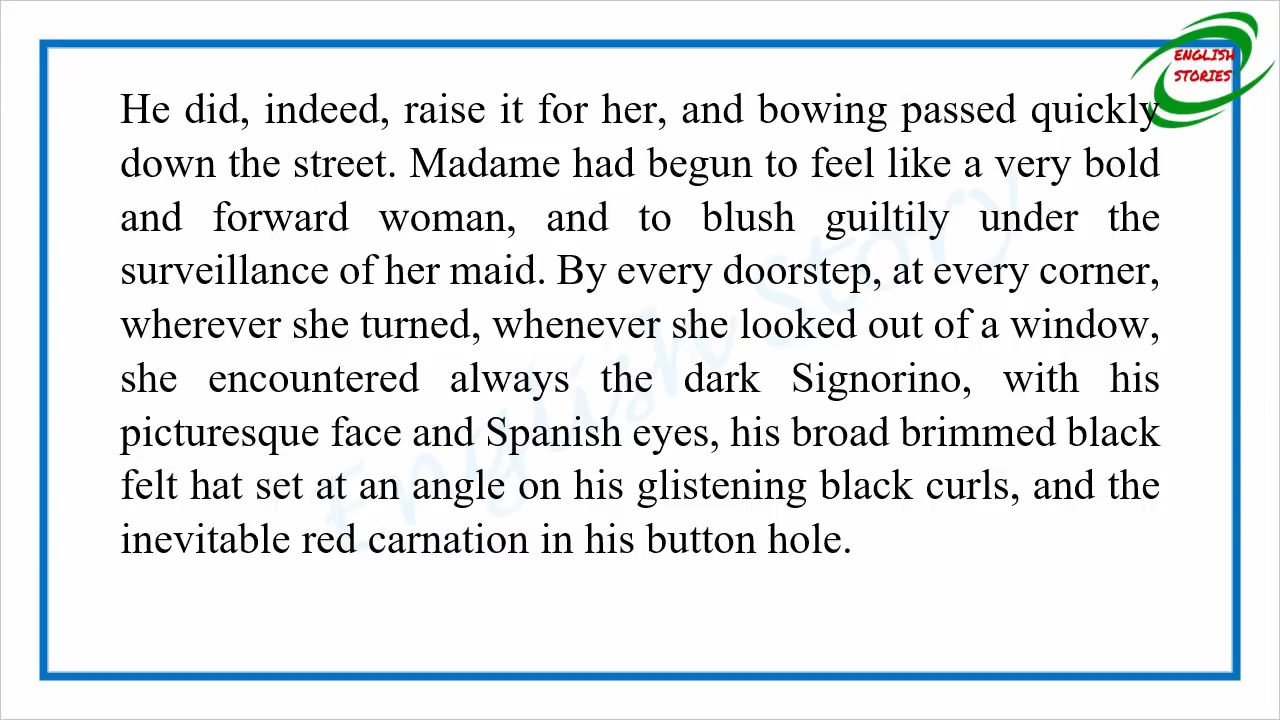 ENGLISH
STORIES
He did, indeed, raise it for her, and bowing passed quickly
down the street. Madame had begun to feel like a very bold
and forward woman, and to blush guiltily under the
surveillance of her maid. By every doorstep, at every corner,
wherever she turned, whenever she looked out of a window,
she encountered always the dark Signorino, with his
picturesque face and Spanish eyes, his broad brimmed black
felt hat set at an angle on his glistening black curls, and the
inevitable red carnation in his button hole.
English Story